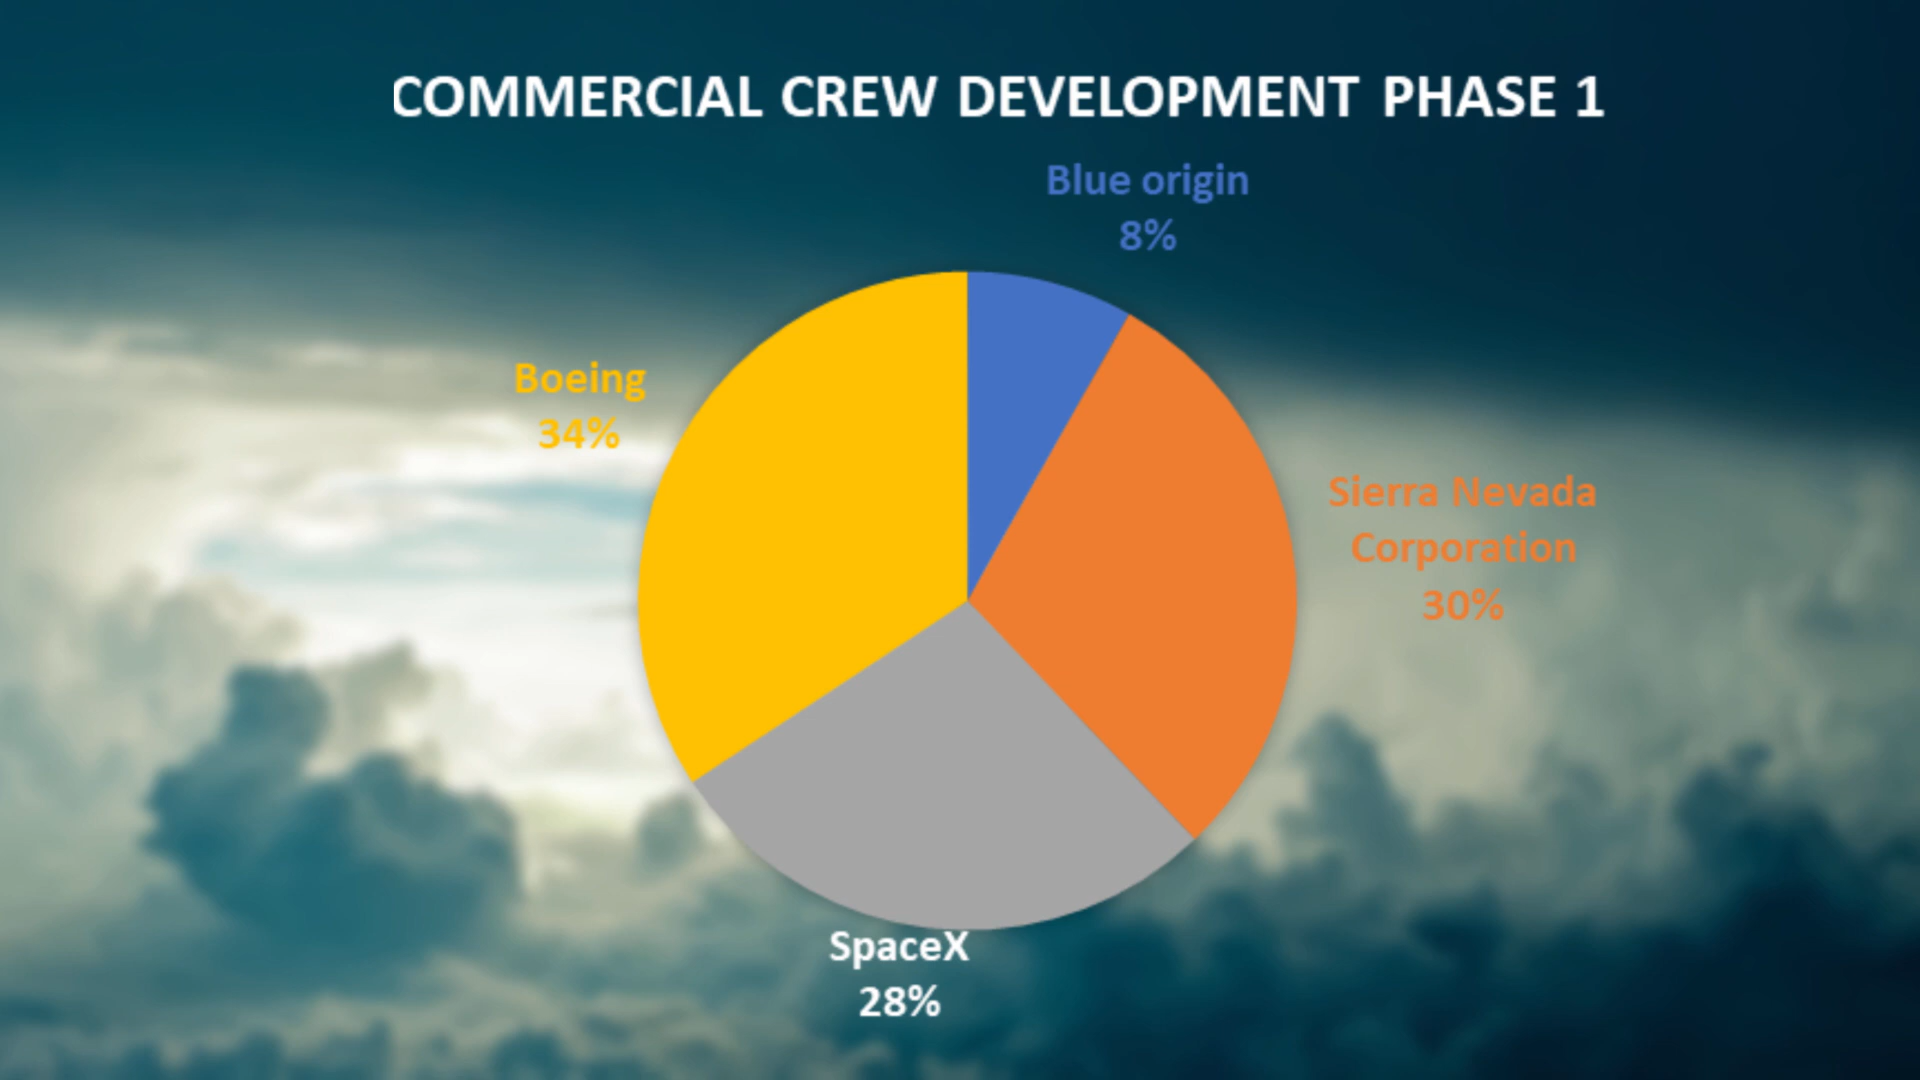 COMMERCIAL CREW DEVELOPMENT PHASE 1
Blue origin
8%
Boeing
34%
Sierra Nevada
Corporation
30%
SpaceX
28%